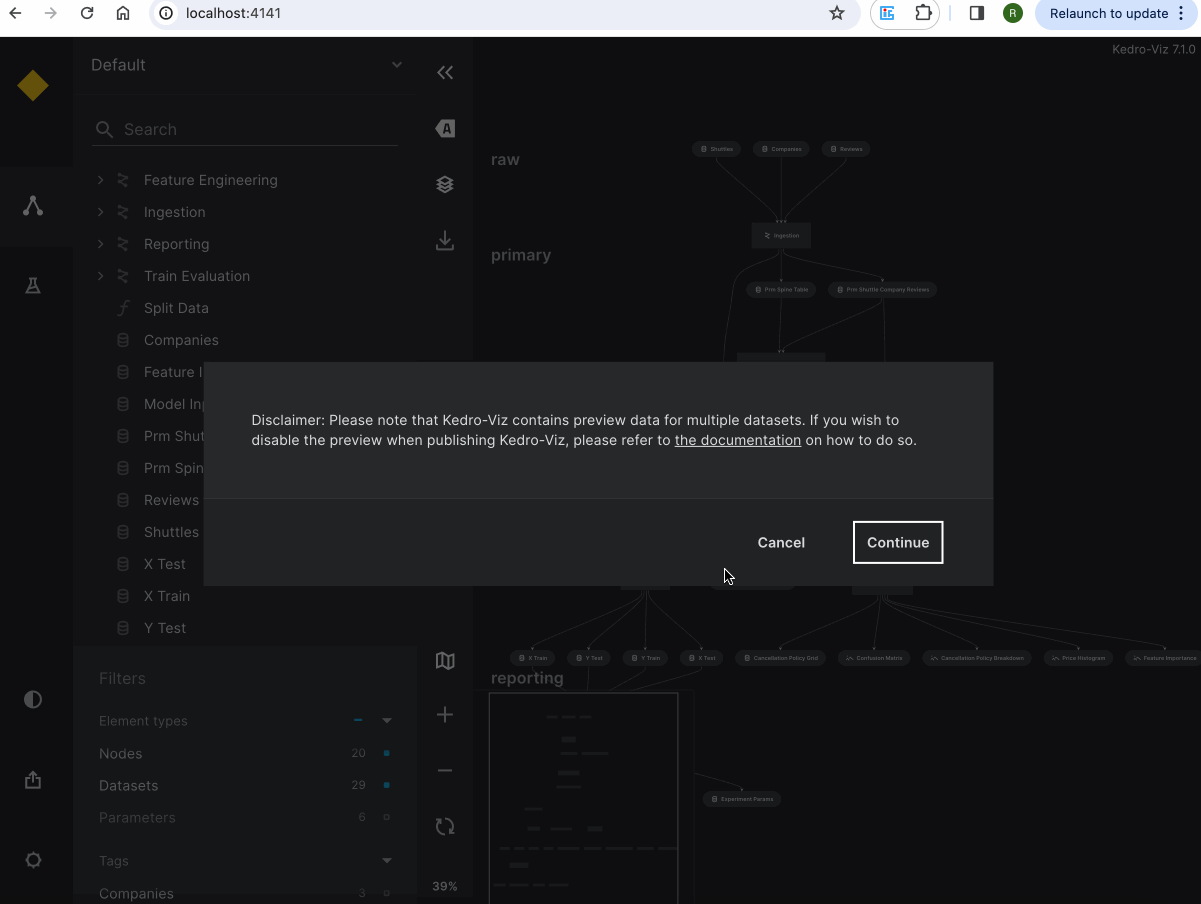 localhost:4141
R
Relaunch to update
Kedro-Viz 7.1.0
Default
Search
Feature Engineering
Ingestion
Reporting
Train Evaluation
Split Data
Companies
Feature I
Model Inp
Prm Shut
Prm Spin
Reviews
Shuttles
X Test
X Train
Y Test
Filters
Element types
Nodes 20
Datasets 29
Parameters 6
Tags
Companies 3
A
39%
raw
Shuttles Companies Reviews
Ingestion
primary
Prm Spine Table Prm Shuttle Company Reviews
Disclaimer: Please note that Kedro-Viz contains preview data for multiple datasets. If you wish to
disable the preview when publishing Kedro-Viz, please refer to the documentation on how to do so.
Cancel Continue
X Train Y Test Y Train X Test Cancellation Policy Grid Confusion Matrix Cancellation Policy Breakdown Price Histogram Feature Importance
reporting
Experiment Params